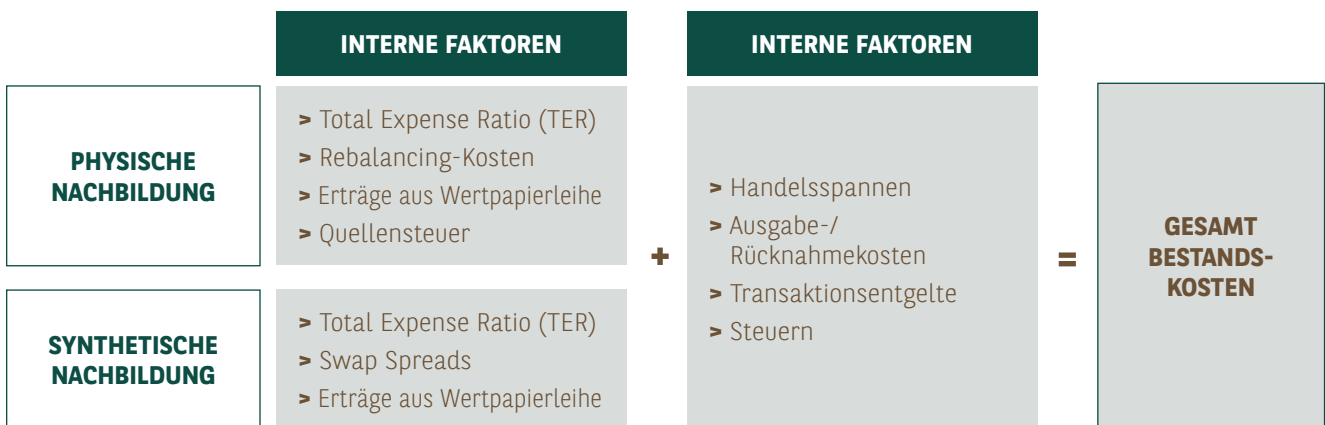 INTERNE FAKTOREN
INTERNE FAKTOREN
PHYSISCHE
NACHBILDUNG
> Total Expense Ratio (TER)
> Rebalancing-Kosten
> Erträge aus Wertpapierleihe
> Quellensteuer
SYNTHETISCHE
NACHBILDUNG
> Total Expense Ratio (TER)
> Swap Spreads
> Erträge aus Wertpapierleihe
+
> Handelsspannen
> Ausgabe-/
Rücknahmekosten
> Transaktionsentgelte
> Steuern
=
GESAMT
BESTANDS-
KOSTEN